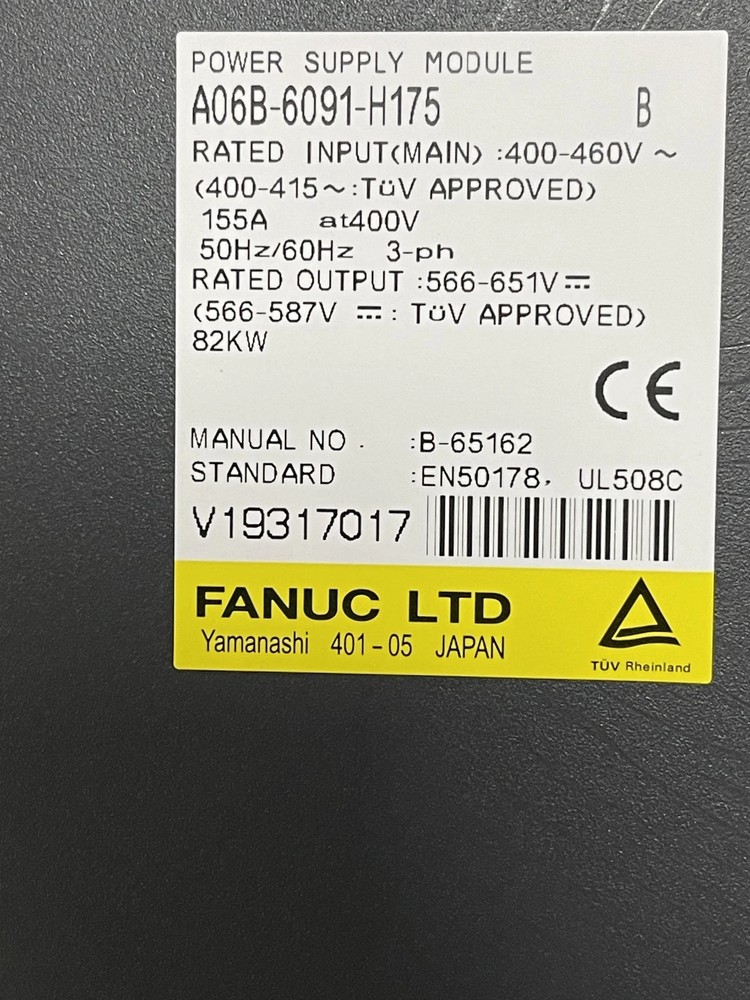 POWER SUPPLY MODULE
A06B-6091-H175 B
RATED INPUT(MAIN) :400-460V ~
(400-415~:TüV APPROVED)
155A at400V
50Hz/60Hz 3-ph
RATED OUTPUT :566-651V⎓
(566-587V ⎓: TüV APPROVED)
82KW
CE
MANUAL NO. :B-65162
STANDARD :EN50178, UL508C
V19317017
FANUC LTD
Yamanashi 401-05 JAPAN
TÜV Rheinland